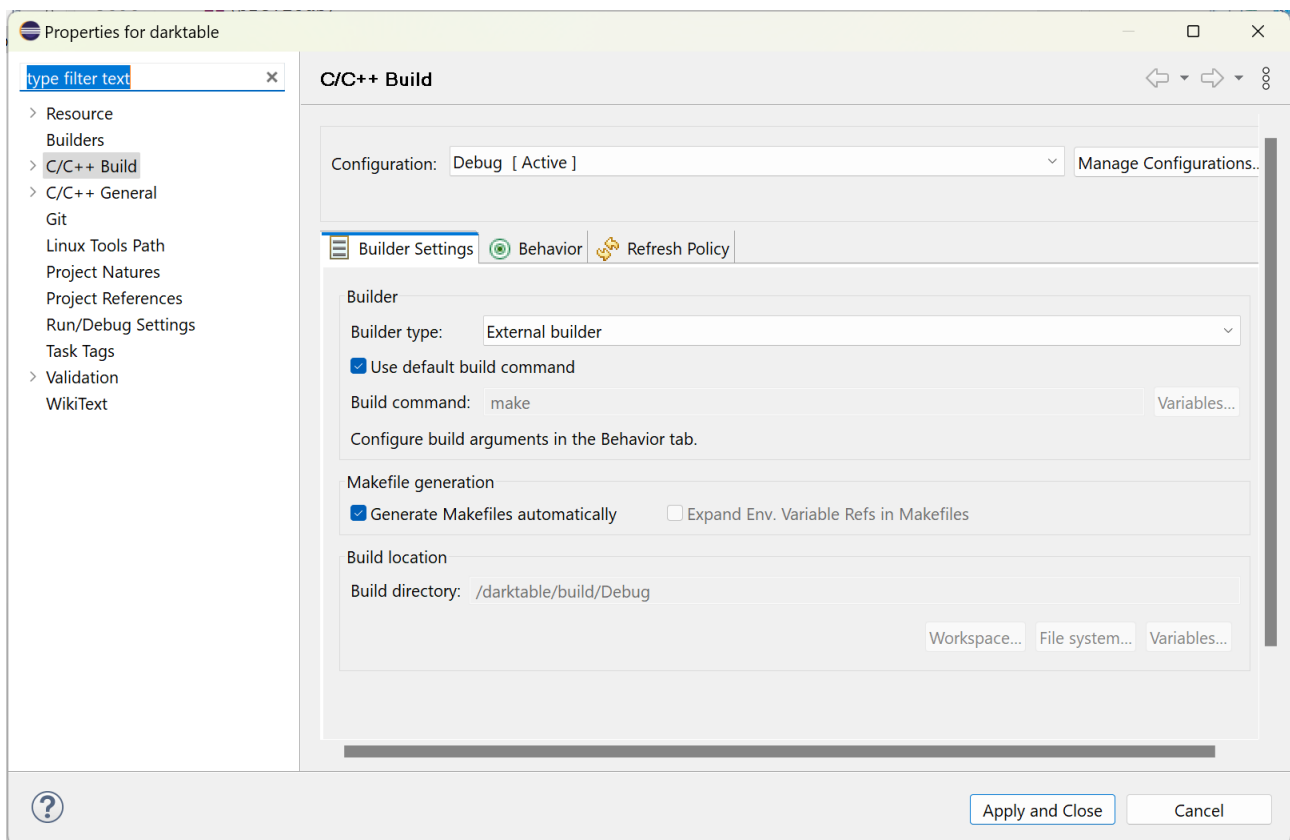 Properties for darktable
type filter text
C/C++ Build
Resource
Builders
C/C++ Build
C/C++ General
Git
Linux Tools Path
Project Natures
Project References
Run/Debug Settings
Task Tags
Validation
WikiText
Configuration: Debug [ Active ] Manage Configurations..
Builder Settings Behavior Refresh Policy
Builder
Builder type: External builder
Use default build command
Build command: make Variables...
Configure build arguments in the Behavior tab.
Makefile generation
Generate Makefiles automatically Expand Env. Variable Refs in Makefiles
Build location
Build directory: /darktable/build/Debug
Workspace... File system... Variables...
Apply and Close Cancel